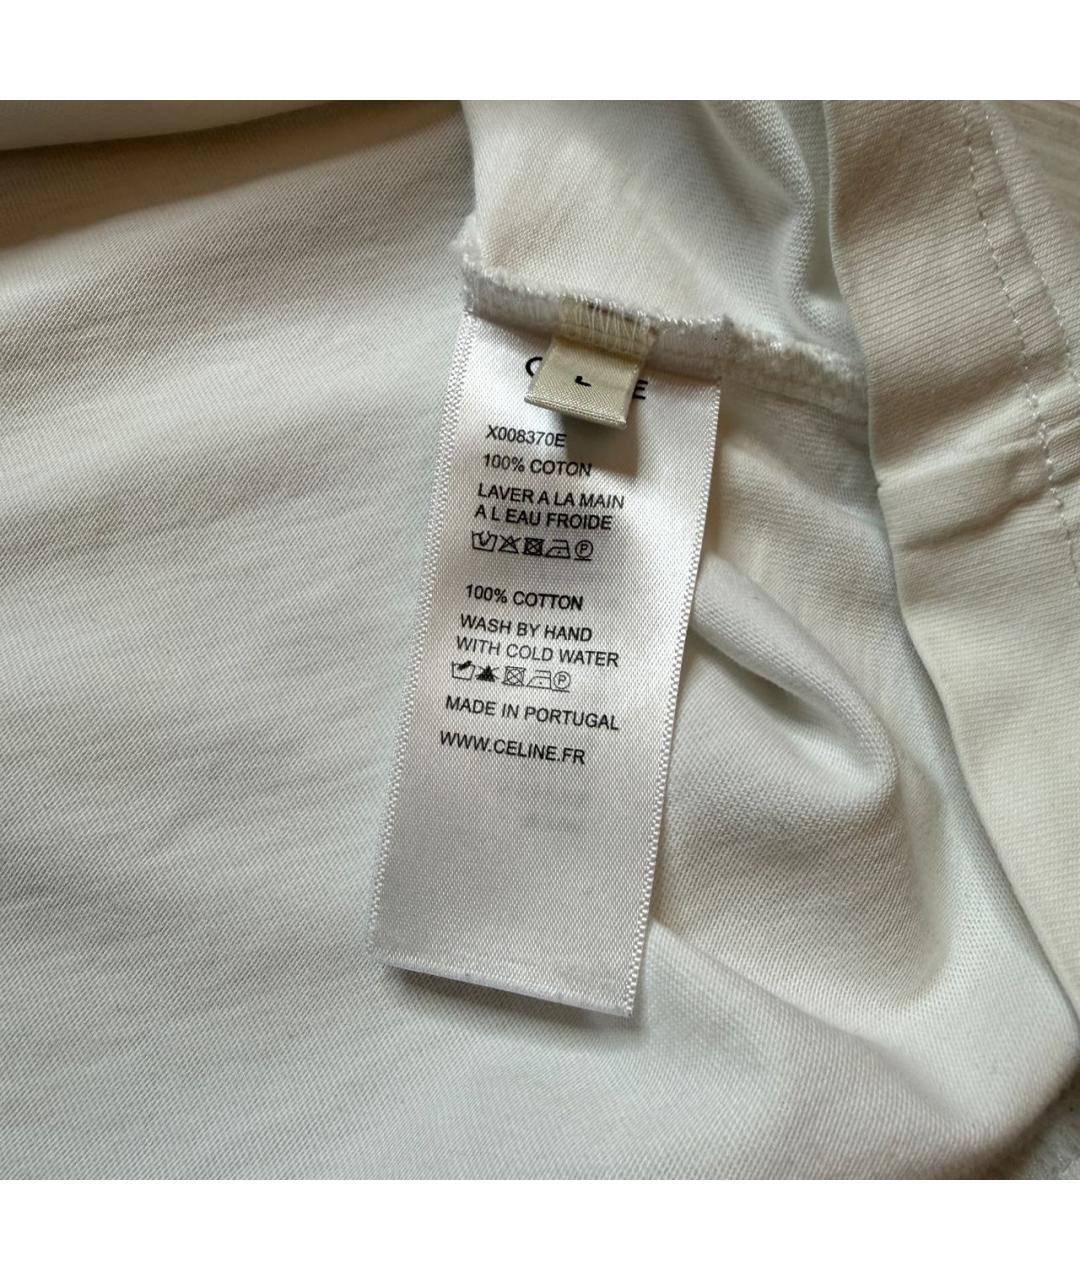 L
X008370E
100% COTON
LAVER A LA MAIN
A L EAU FROIDE
P
100% COTTON
WASH BY HAND
WITH COLD WATER
P
MADE IN PORTUGAL
WWW.CELINE.FR